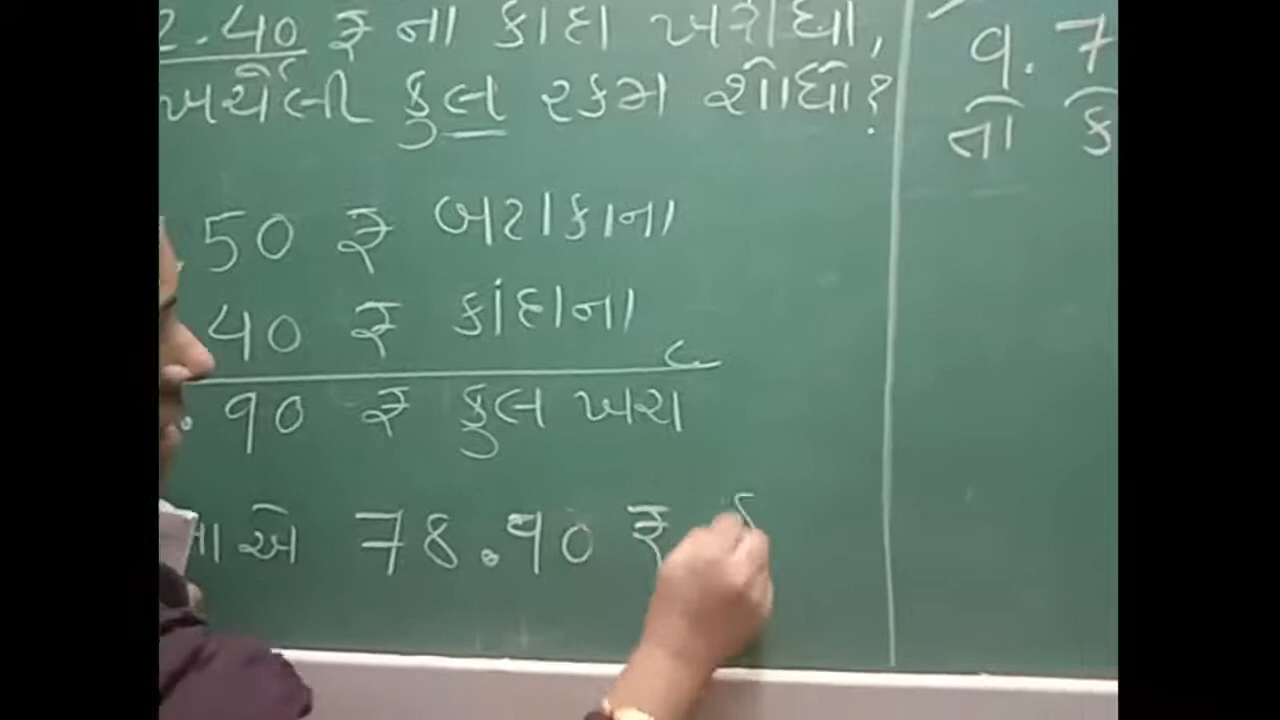 2.40 ₹ ના કાંદા ખરીદ્યા,
ખર્ચેલી કુલ રકમ શોધો?
50 ₹ બટાકાના
40 ₹ કાંદાના
.90 ₹ કુલ ખર્ચ
એ 78.90 ₹
9.7
તો ક